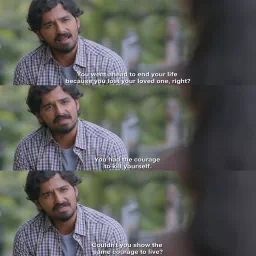 You went ahead to end your life
because you lost your loved one, right?
You had the courage
to kill yourself.
Couldn't you show the
same courage to live?